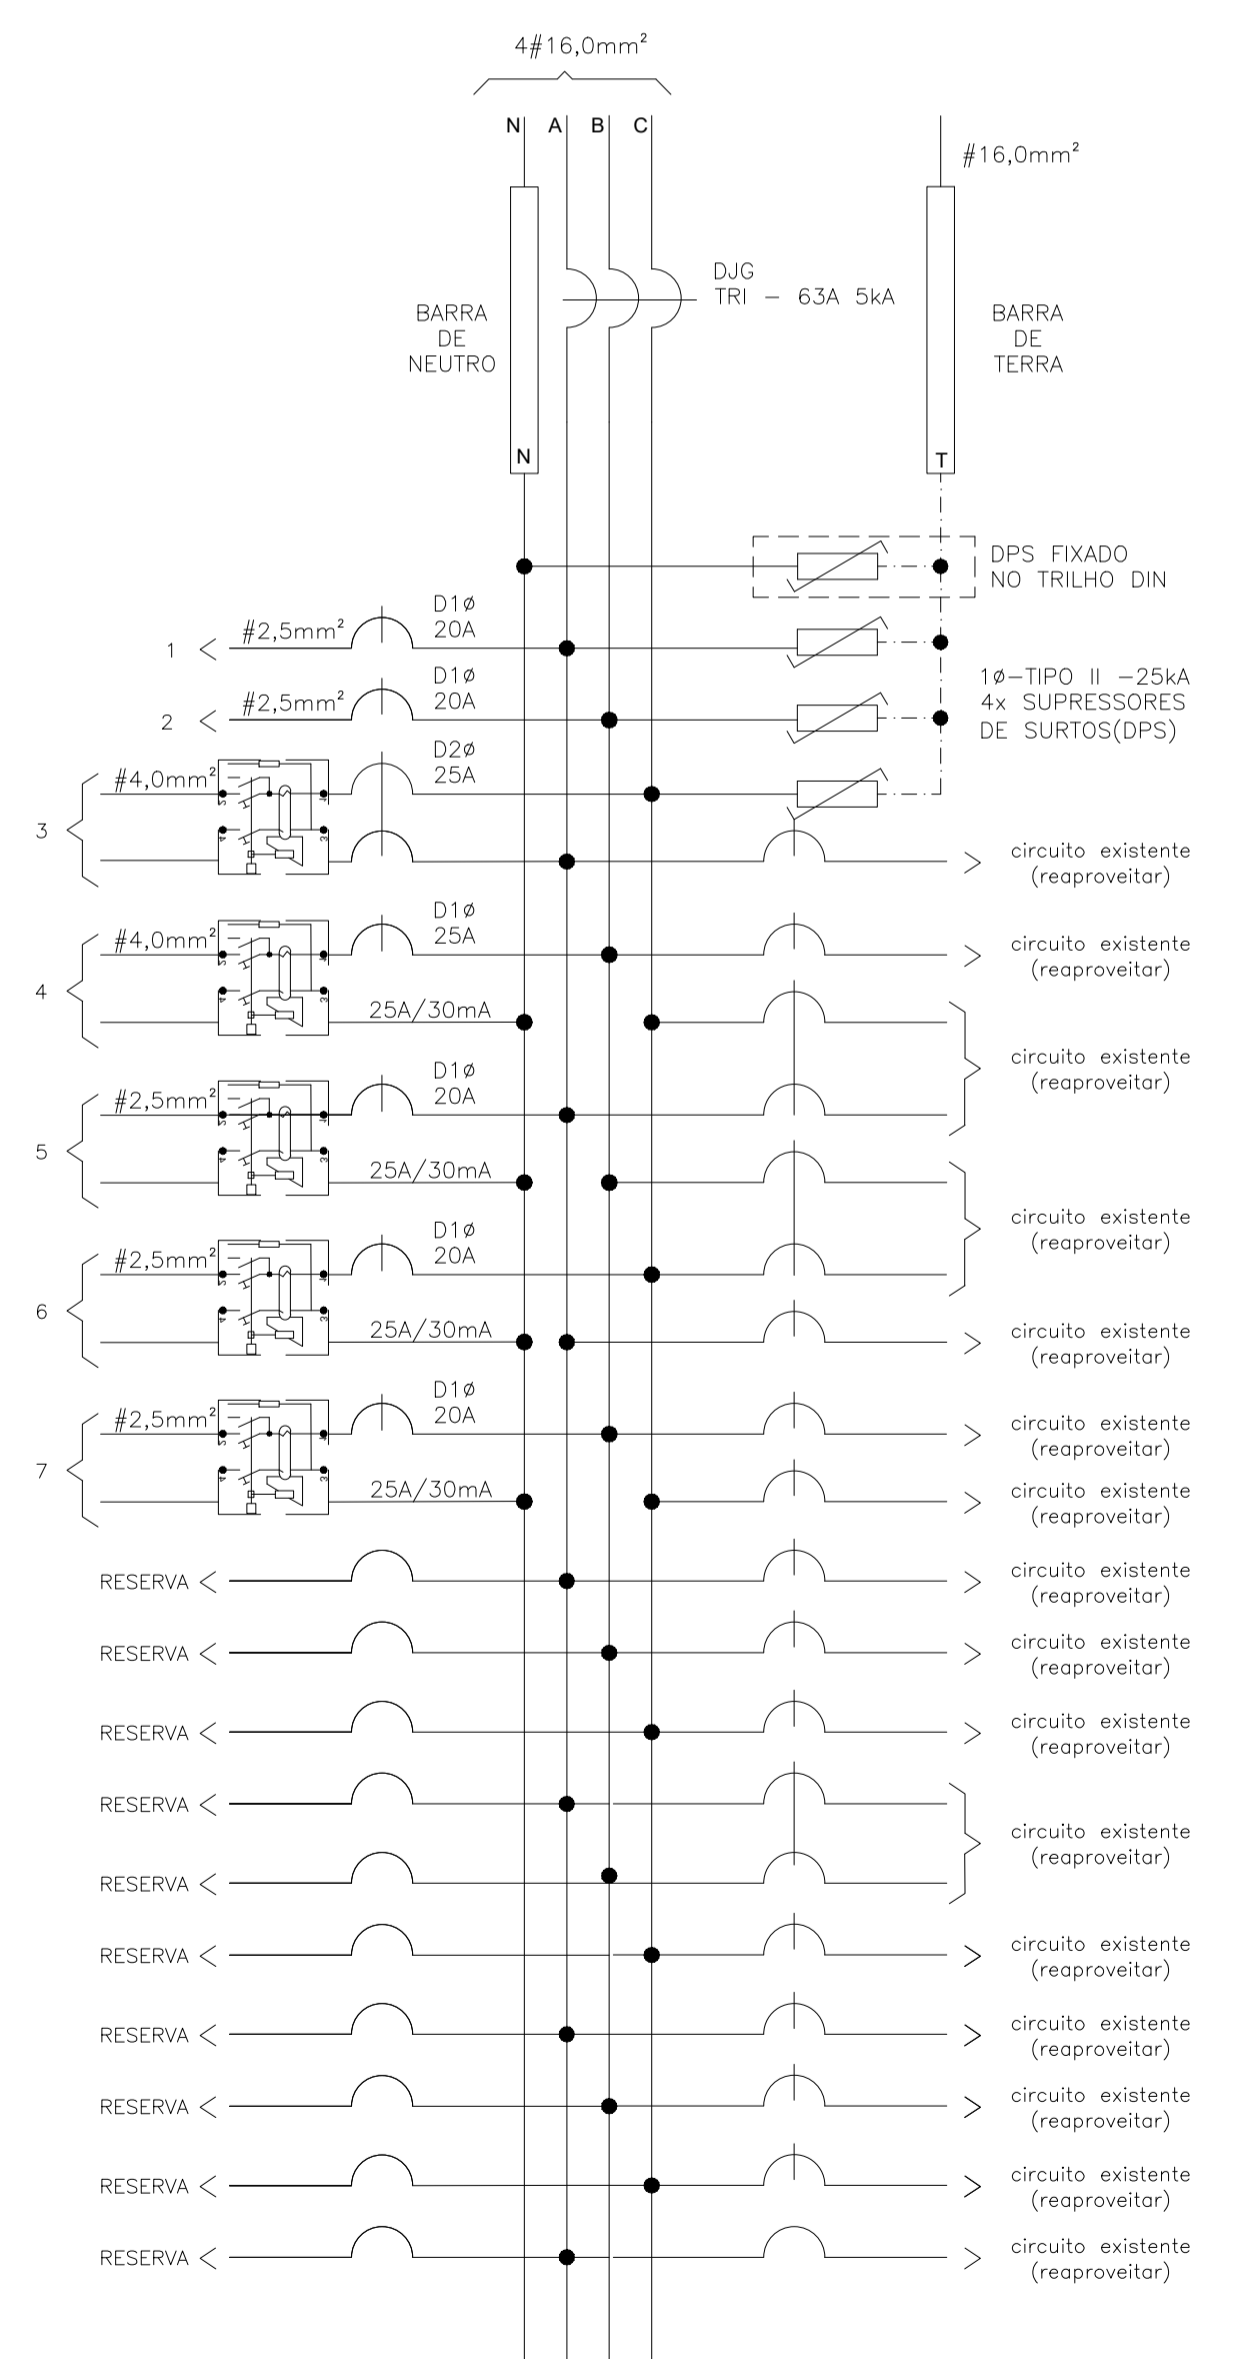 4#16,0mm²
N A B C
#16,0mm²
DJG
TRI – 63A 5kA
BARRA
DE
NEUTRO
BARRA
DE
TERRA
N
T
DPS FIXADO
NO TRILHO DIN
1 #2,5mm² D1ø
20A
2 #2,5mm² D1ø
20A
1ø–TIPO II –25kA
4x SUPRESSORES
DE SURTOS(DPS)
3 #4,0mm² D2ø
25A
circuito existente
(reaproveitar)
4 #4,0mm² D1ø
25A
25A/30mA
circuito existente
(reaproveitar)
circuito existente
(reaproveitar)
5 #2,5mm² D1ø
20A
25A/30mA
circuito existente
(reaproveitar)
6 #2,5mm² D1ø
20A
25A/30mA
circuito existente
(reaproveitar)
7 #2,5mm² D1ø
20A
25A/30mA
circuito existente
(reaproveitar)
circuito existente
(reaproveitar)
RESERVA
circuito existente
(reaproveitar)
RESERVA
circuito existente
(reaproveitar)
RESERVA
circuito existente
(reaproveitar)
RESERVA
circuito existente
(reaproveitar)
RESERVA
RESERVA
circuito existente
(reaproveitar)
RESERVA
circuito existente
(reaproveitar)
RESERVA
circuito existente
(reaproveitar)
RESERVA
circuito existente
(reaproveitar)
RESERVA
circuito existente
(reaproveitar)